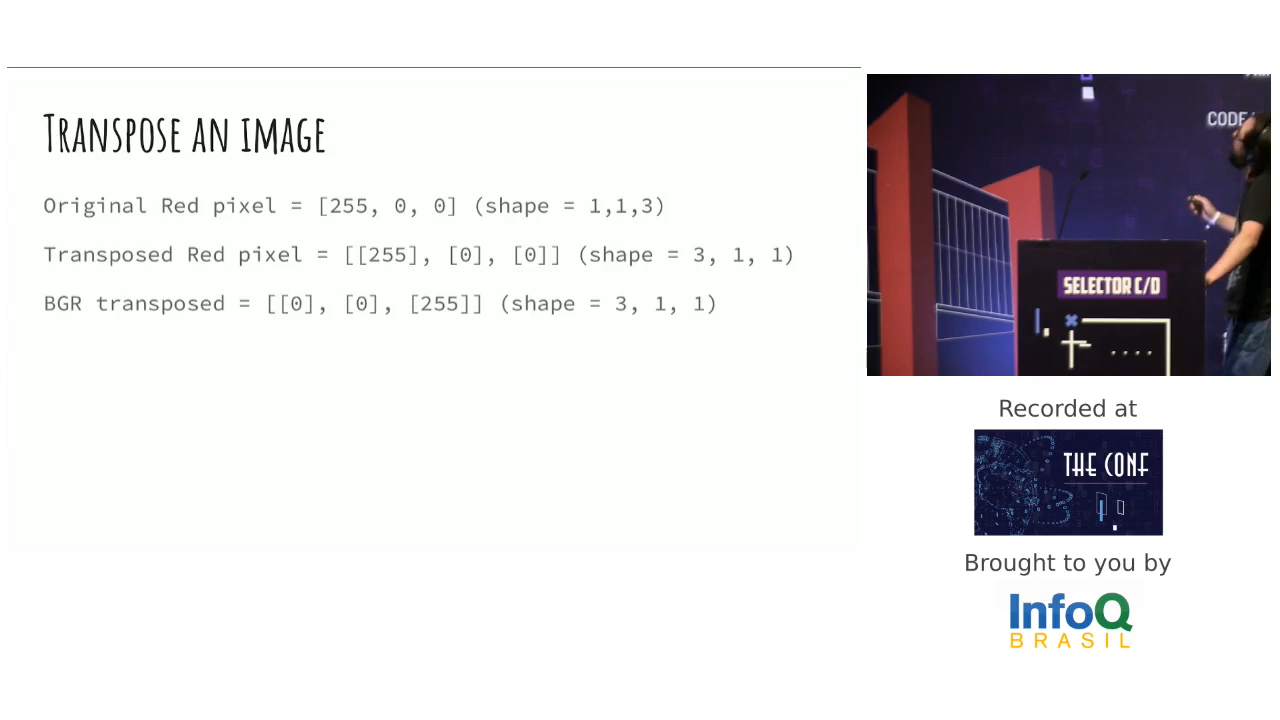 Transpose an image
Original Red pixel = [255, 0, 0] (shape = 1,1,3)
Transposed Red pixel = [[255], [0], [0]] (shape = 3, 1, 1)
BGR transposed = [[0], [0], [255]] (shape = 3, 1, 1)
CODE
SELECTOR C/D
Recorded at
THE CONF
Brought to you by
InfoQ
BRASIL